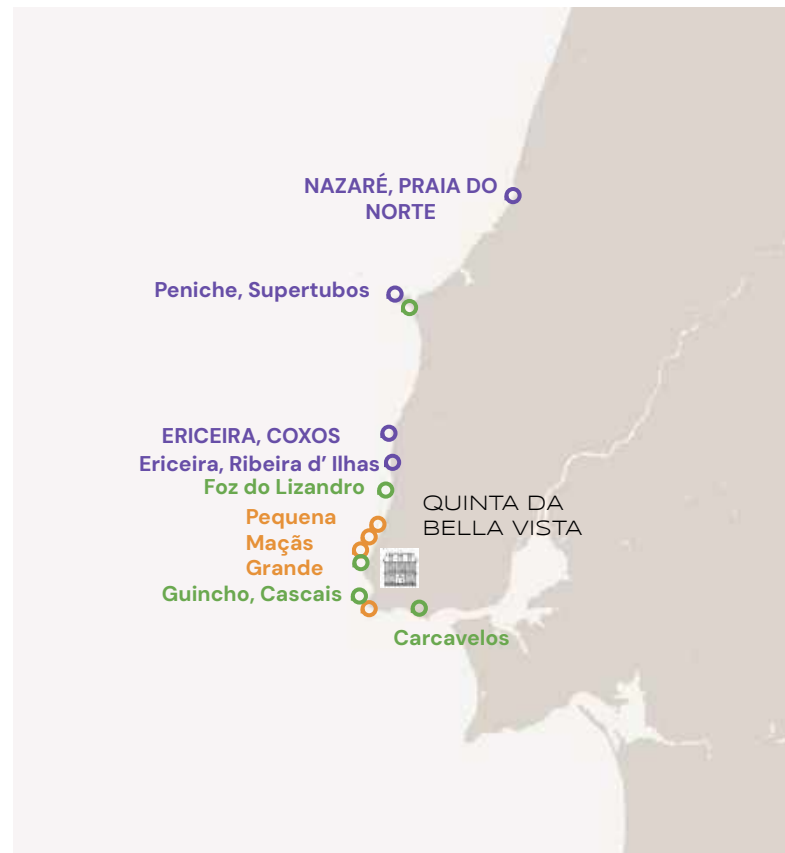 NAZARÉ, PRAIA DO
NORTE
Peniche, Supertubos
ERICEIRA, COXOS
Ericeira, Ribeira d’ Ilhas
Foz do Lizandro
QUINTA DA
BELLA VISTA
Pequena
Maçãs
Grande
Guincho, Cascais
Carcavelos